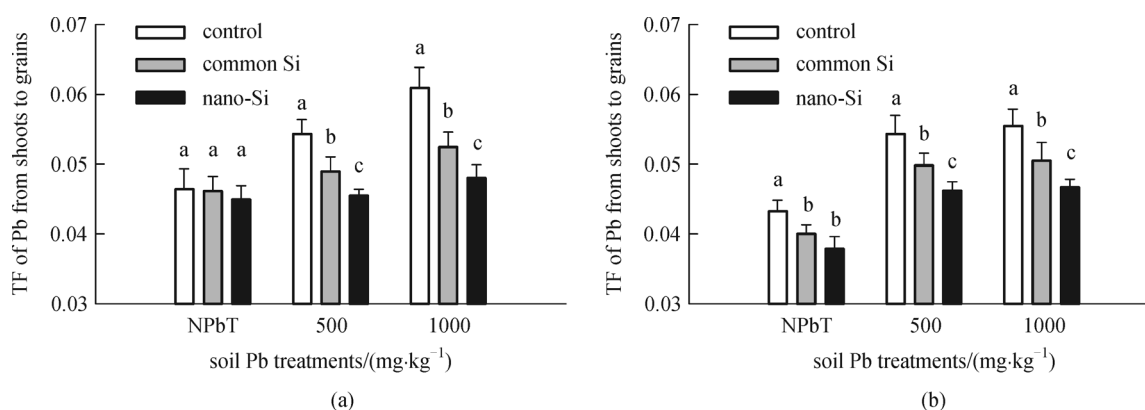 0.07
0.06
0.05
0.04
0.03
TF of Pb from shoots to grains
control
common Si
nano-Si
a a a
a b c
a b c
NPbT 500 1000
soil Pb treatments/(mg·kg⁻¹)
(a)
0.07
0.06
0.05
0.04
0.03
TF of Pb from shoots to grains
control
common Si
nano-Si
a b b
a b c
a b c
NPbT 500 1000
soil Pb treatments/(mg·kg⁻¹)
(b)